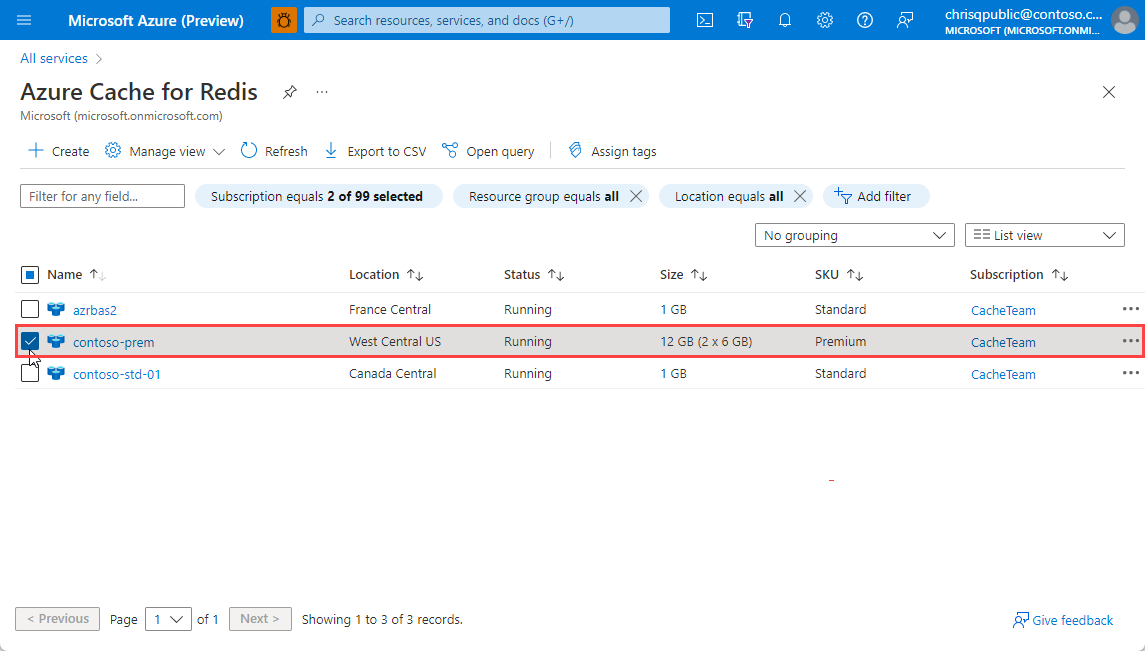 Microsoft Azure (Preview)
Search resources, services, and docs (G+/)
chrisqpublic@contoso.c...
MICROSOFT (MICROSOFT.ONMI...
All services
Azure Cache for Redis
...
Microsoft (microsoft.onmicrosoft.com)
Create Manage view Refresh Export to CSV Open query Assign tags
Filter for any field... Subscription equals 2 of 99 selected Resource group equals all Location equals all Add filter
No grouping List view
Name Location Status Size SKU Subscription
azrbas2 France Central Running 1 GB Standard CacheTeam ...
contoso-prem West Central US Running 12 GB (2 x 6 GB) Premium CacheTeam ...
contoso-std-01 Canada Central Running 1 GB Standard CacheTeam ...
< Previous Page 1 of 1 Next > Showing 1 to 3 of 3 records. Give feedback